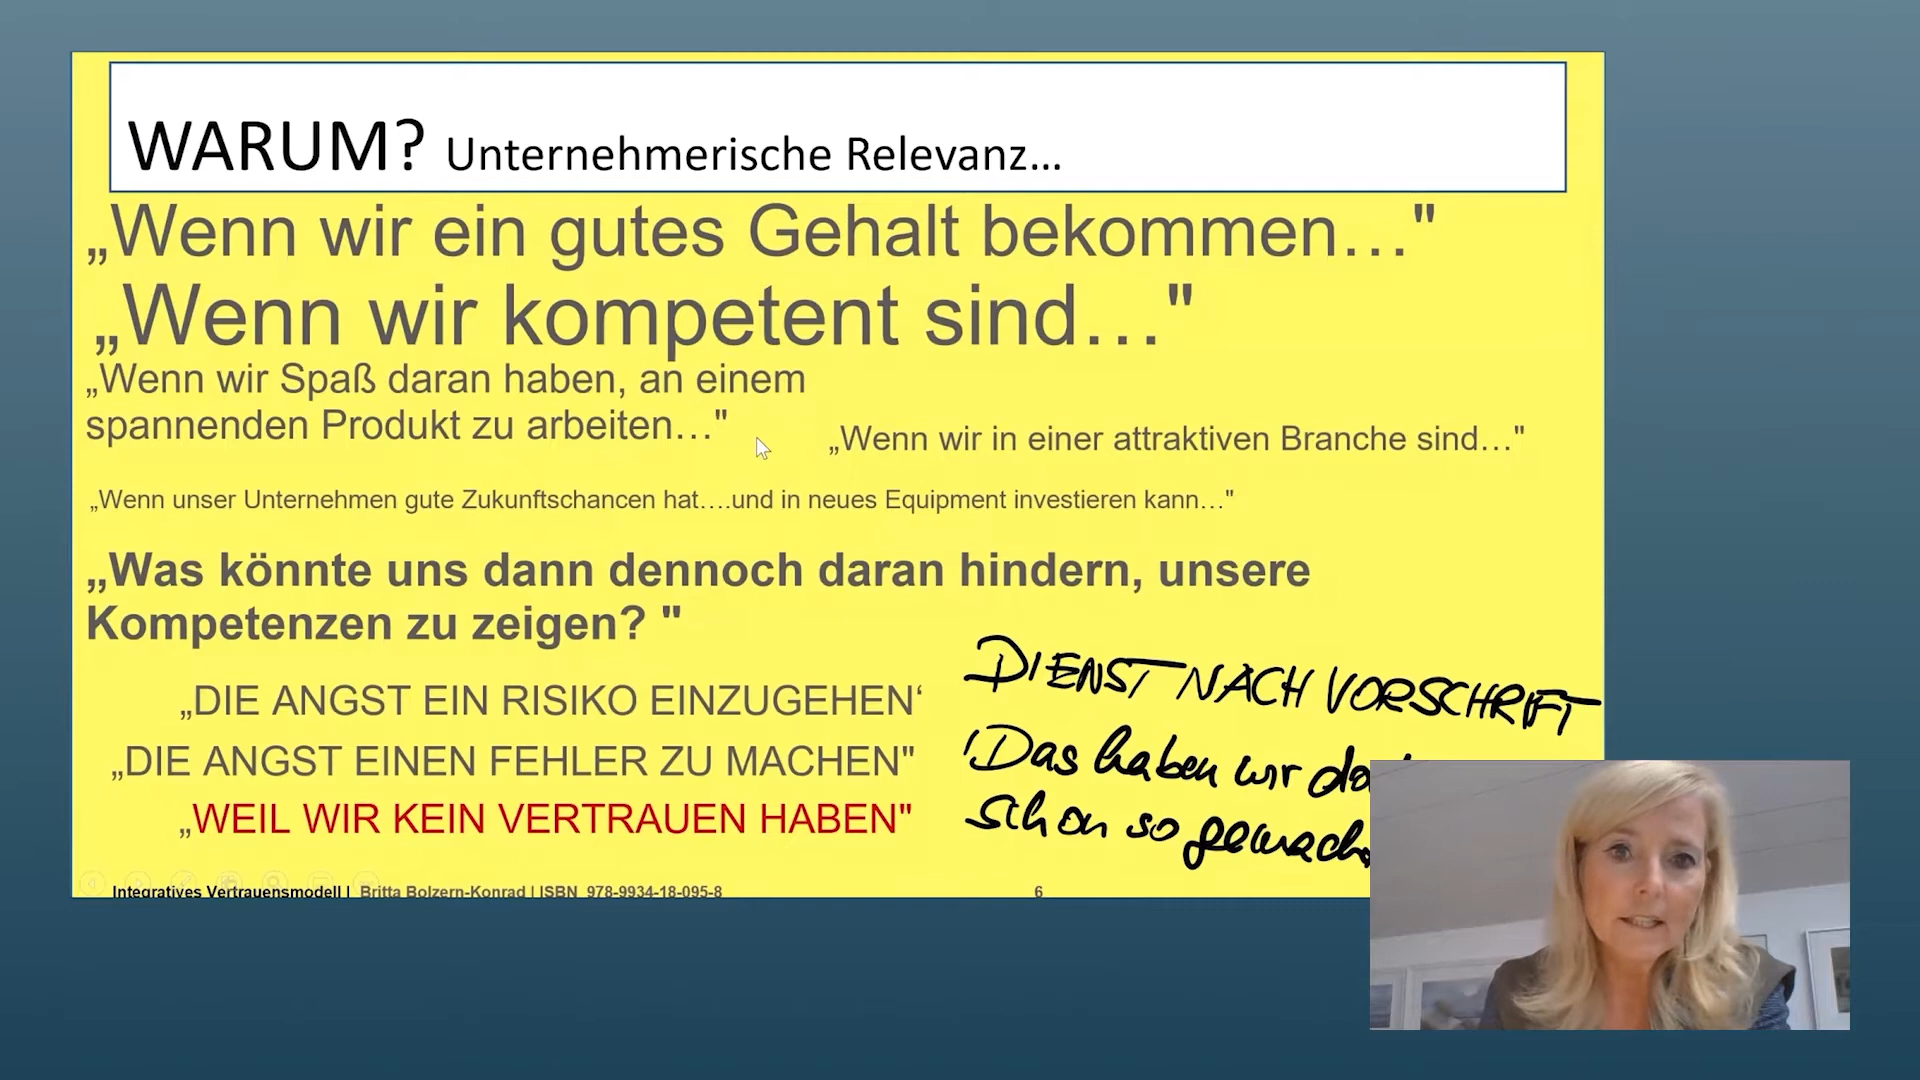 WARUM? Unternehmerische Relevanz...
„Wenn wir ein gutes Gehalt bekommen…"
„Wenn wir kompetent sind…"
„Wenn wir Spaß daran haben, an einem
spannenden Produkt zu arbeiten…"
„Wenn wir in einer attraktiven Branche sind…"
„Wenn unser Unternehmen gute Zukunftschancen hat….und in neues Equipment investieren kann…"
„Was könnte uns dann dennoch daran hindern, unsere
Kompetenzen zu zeigen? "
„DIE ANGST EIN RISIKO EINZUGEHEN‘
„DIE ANGST EINEN FEHLER ZU MACHEN"
„WEIL WIR KEIN VERTRAUEN HABEN"
DIENST NACH VORSCHRIFT
'Das haben wir
schon so
Integratives Vertrauensmodell | Britta Bolzern-Konrad | ISBN 978-9934-18-095-8
6